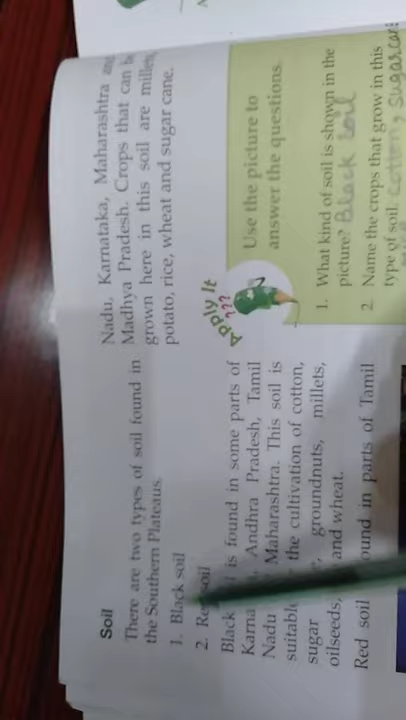 Soil
There are two types of soil found in
the Southern Plateaus.
1. Black soil
2. Red soil
Black is found in some parts of
Andhra Pradesh, Tamil
Nadu Maharashtra. This soil is
the cultivation of cotton,
sugar groundnuts, millets,
oilseeds, and wheat.
Red soil found in parts of Tamil
Nadu, Karnataka, Maharashtra and
Madhya Pradesh. Crops that can be
grown here in this soil are millet,
potato, rice, wheat and sugar cane.
Apply It
???
Use the picture to
answer the questions.
1. What kind of soil is shown in the
picture? Black Soil
2 Name the crops that grow in this
type of soil. Cotton, sugarcane